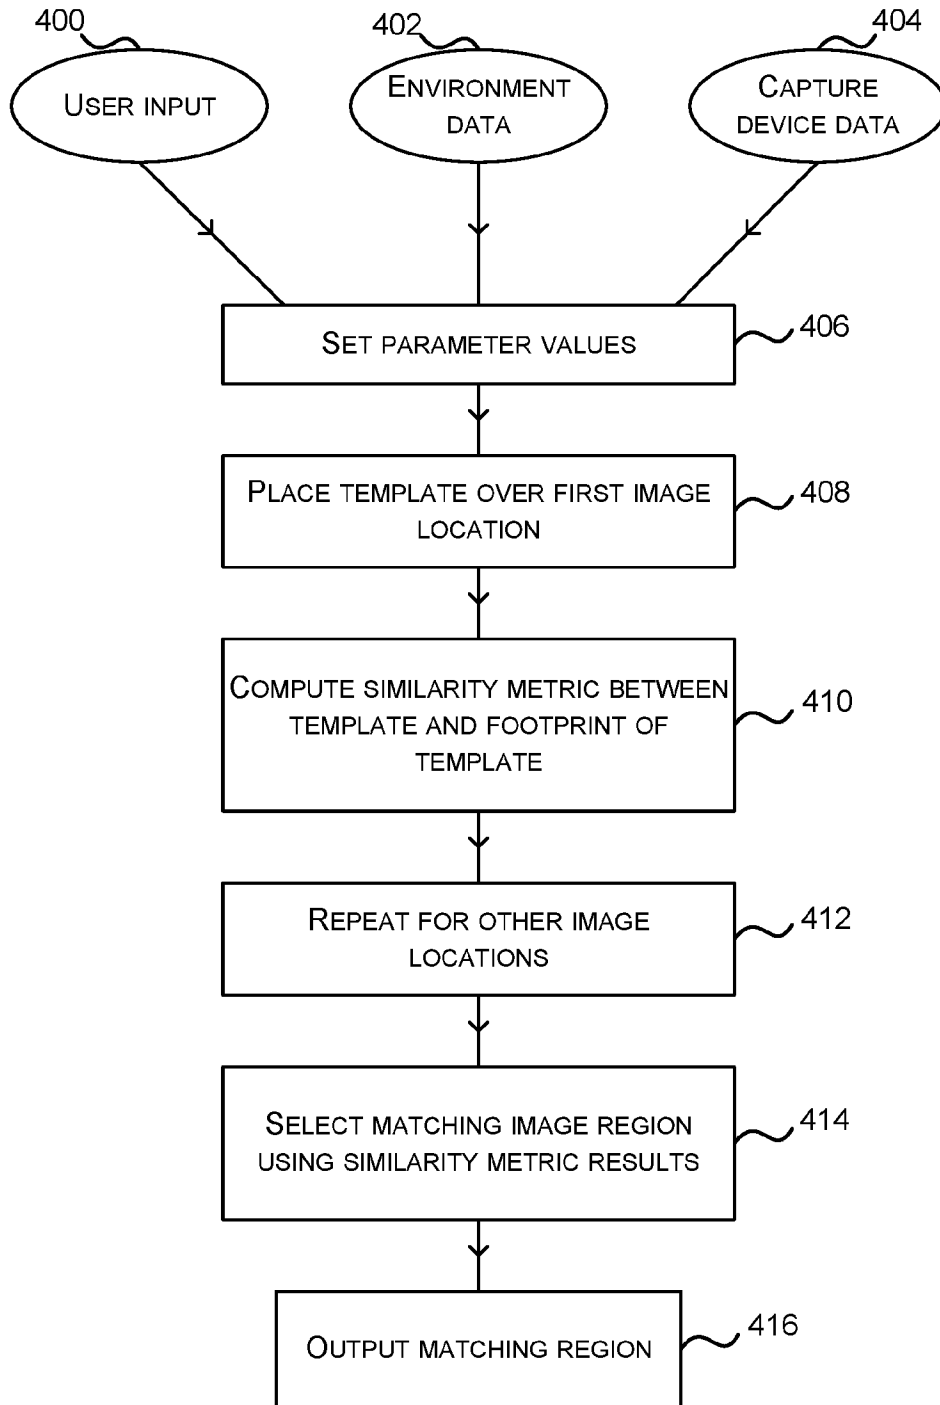 400
402
404
USER INPUT
ENVIRONMENT
DATA
CAPTURE
DEVICE DATA
SET PARAMETER VALUES
406
PLACE TEMPLATE OVER FIRST IMAGE
LOCATION
408
COMPUTE SIMILARITY METRIC BETWEEN
TEMPLATE AND FOOTPRINT OF
TEMPLATE
410
REPEAT FOR OTHER IMAGE
LOCATIONS
412
SELECT MATCHING IMAGE REGION
USING SIMILARITY METRIC RESULTS
414
OUTPUT MATCHING REGION
416